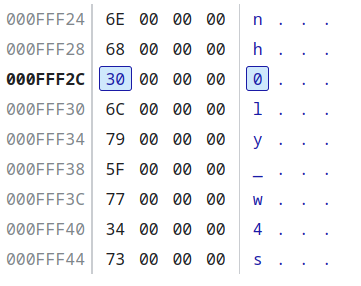 000FFF24 6E 00 00 00 n . . .
000FFF28 68 00 00 00 h . . .
000FFF2C 30 00 00 00 0 . . .
000FFF30 6C 00 00 00 l . . .
000FFF34 79 00 00 00 y . . .
000FFF38 5F 00 00 00 _ . . .
000FFF3C 77 00 00 00 w . . .
000FFF40 34 00 00 00 4 . . .
000FFF44 73 00 00 00 s . . .